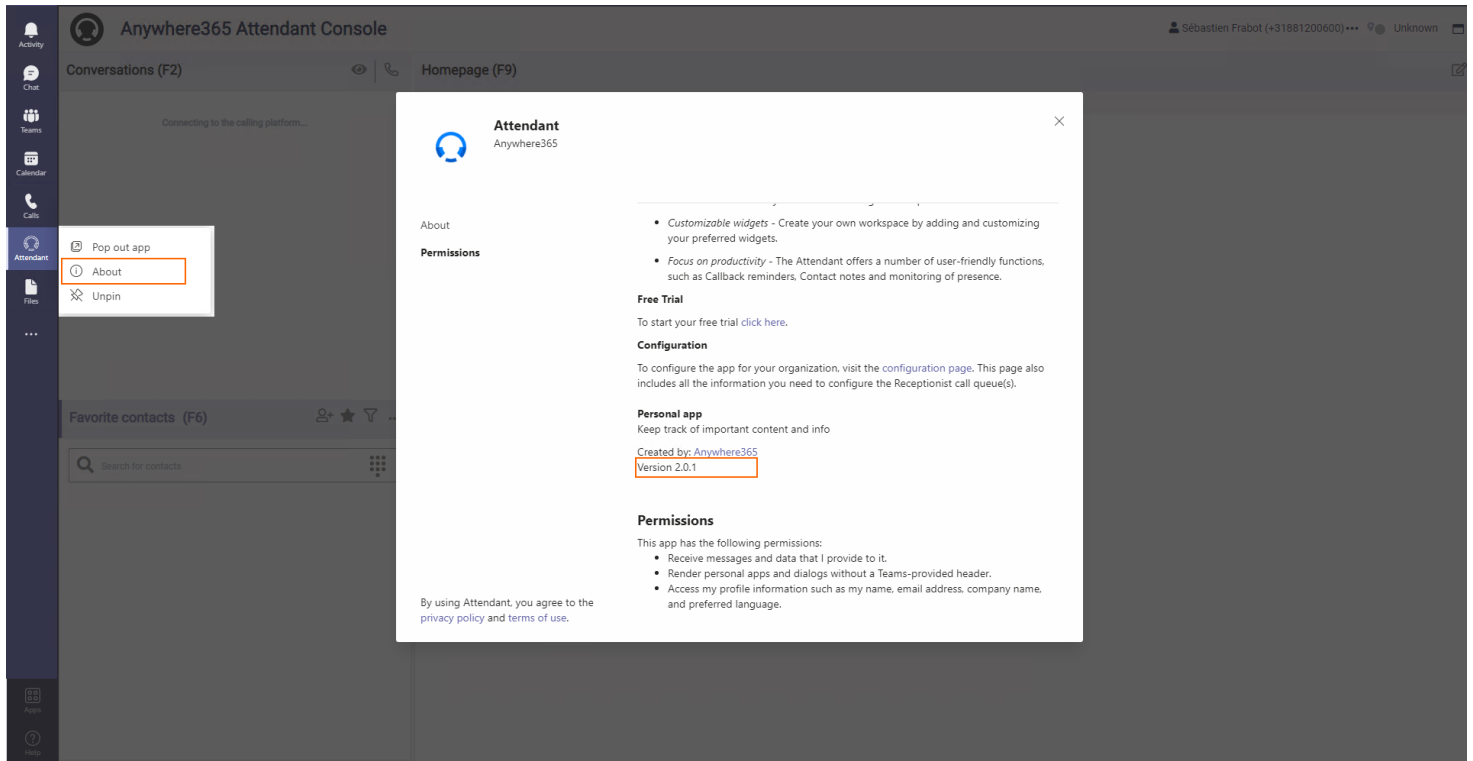 Activity
Chat
Teams
Calendar
Calls
Attendant
Files
Apps
Help
Anywhere365 Attendant Console
Sébastien Frabot (+31881200600)••• Unknown
Conversations (F2)
Homepage (F9)
Connecting to the calling platform...
Pop out app
About
Unpin
Favorite contacts (F6)
Search for contacts
Attendant
Anywhere365
About
Permissions
• Customizable widgets - Create your own workspace by adding and customizing
your preferred widgets.
• Focus on productivity - The Attendant offers a number of user-friendly functions,
such as Callback reminders, Contact notes and monitoring of presence.
Free Trial
To start your free trial click here.
Configuration
To configure the app for your organization, visit the configuration page. This page also
includes all the information you need to configure the Receptionist call queue(s).
Personal app
Keep track of important content and info
Created by: Anywhere365
Version 2.0.1
Permissions
This app has the following permissions:
• Receive messages and data that I provide to it.
• Render personal apps and dialogs without a Teams-provided header.
• Access my profile information such as my name, email address, company name,
and preferred language.
By using Attendant, you agree to the
privacy policy and terms of use.